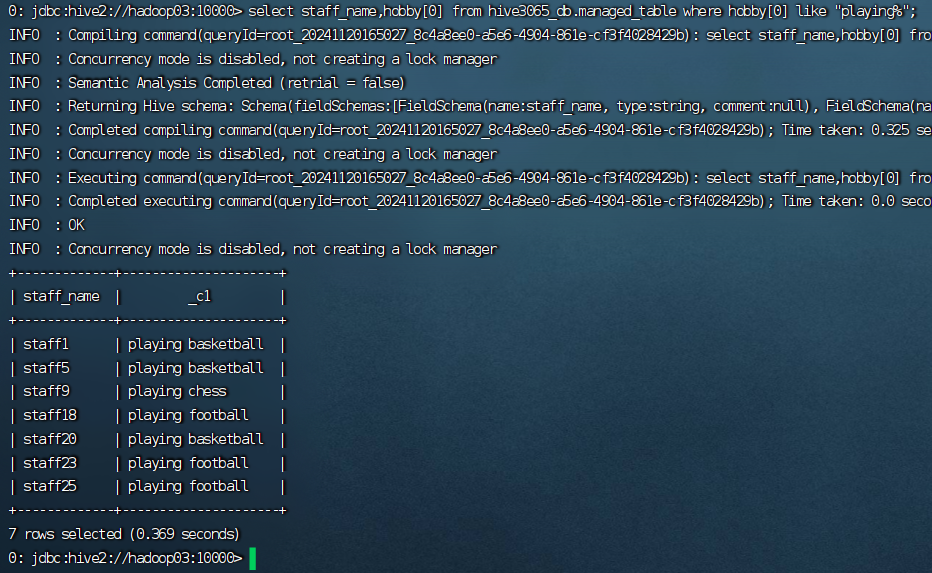 0: jdbc:hive2://hadoop03:10000> select staff_name,hobby[0] from hive3065_db.managed_table where hobby[0] like "playing%";
INFO  : Compiling command(queryId=root_20241120165027_8c4a8ee0-a5e6-4904-861e-cf3f4028429b): select staff_name,hobby[0] fro
INFO  : Concurrency mode is disabled, not creating a lock manager
INFO  : Semantic Analysis Completed (retrial = false)
INFO  : Returning Hive schema: Schema(fieldSchemas:[FieldSchema(name:staff_name, type:string, comment:null), FieldSchema(na
INFO  : Completed compiling command(queryId=root_20241120165027_8c4a8ee0-a5e6-4904-861e-cf3f4028429b); Time taken: 0.325 se
INFO  : Concurrency mode is disabled, not creating a lock manager
INFO  : Executing command(queryId=root_20241120165027_8c4a8ee0-a5e6-4904-861e-cf3f4028429b): select staff_name,hobby[0] fro
INFO  : Completed executing command(queryId=root_20241120165027_8c4a8ee0-a5e6-4904-861e-cf3f4028429b); Time taken: 0.0 seco
INFO  : OK
INFO  : Concurrency mode is disabled, not creating a lock manager
+-------------+---------------------+
| staff_name  |         _c1         |
+-------------+---------------------+
| staff1      | playing basketball  |
| staff5      | playing basketball  |
| staff9      | playing chess       |
| staff18     | playing football    |
| staff20     | playing basketball  |
| staff23     | playing football    |
| staff25     | playing football    |
+-------------+---------------------+
7 rows selected (0.369 seconds)
0: jdbc:hive2://hadoop03:10000>